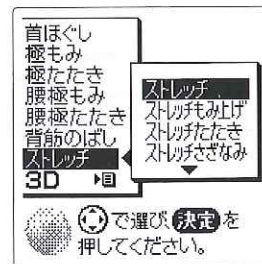 首ほぐし
極もみ
極たたき
腰極もみ
腰極たたき
背筋のばし
ストレッチ
3D
ストレッチ
ストレッチもみ上げ
ストレッチたたき
ストレッチさざなみ
で選び、決定を
押してください。